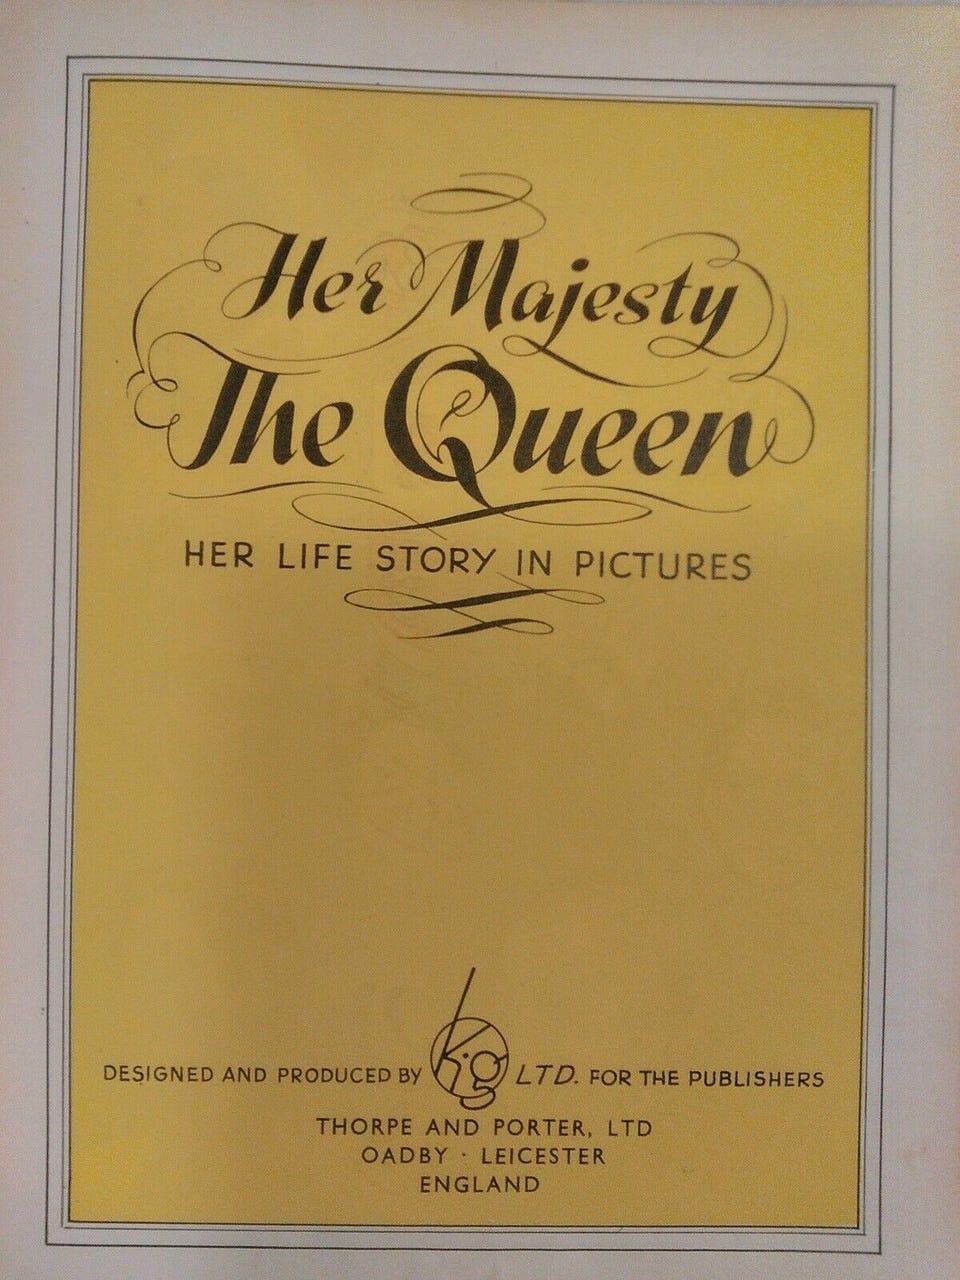 Her Majesty
The Queen
HER LIFE STORY IN PICTURES
DESIGNED AND PRODUCED BY kg LTD. FOR THE PUBLISHERS
THORPE AND PORTER, LTD
OADBY · LEICESTER
ENGLAND